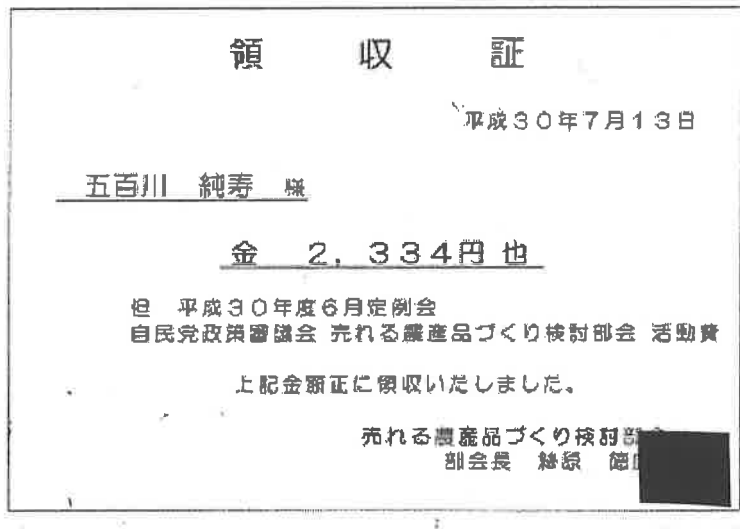 領 収 証
平成30年7月13日
五百川 純寿 様
金 2,334円 也
但 平成30年度6月定例会
自民党政策審議会 売れる農産品づくり検討部会 活動費
上記金額正に領収いたしました。
売れる農産品づくり検討部会
部会長 絲原 徳